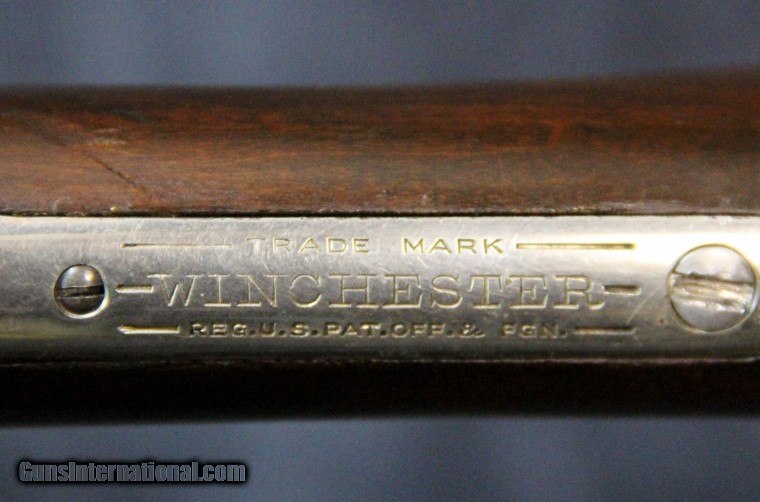 TRADE MARK
-WINCHESTER-
REG.U.S.PAT.OFF.& FGN.
GunsInternational.com